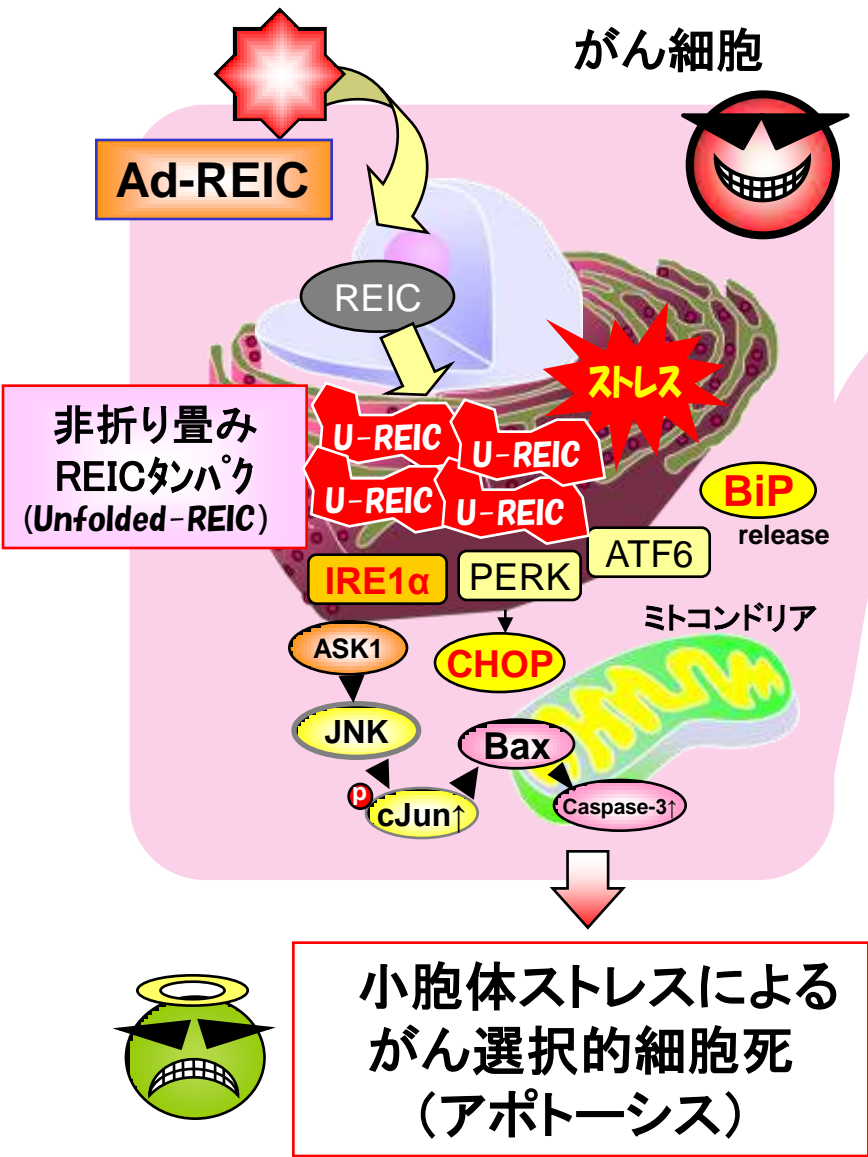 がん細胞
Ad-REIC
REIC
ストレス
非折り畳み
REICタンパク
(Unfolded-REIC)
U-REIC
U-REIC
U-REIC
U-REIC
BiP
release
ATF6
PERK
IRE1α
ミトコンドリア
ASK1
CHOP
JNK
Bax
p
cJun↑
Caspase-3↑
小胞体ストレスによる
がん選択的細胞死
(アポトーシス)